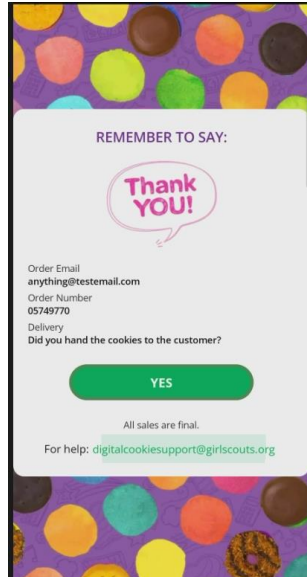 REMEMBER TO SAY:
Thank
YOU!
Order Email
anything@testemail.com
Order Number
05749770
Delivery
Did you hand the cookies to the customer?
YES
All sales are final.
For help: digitalcookiesupport@girlscouts.org